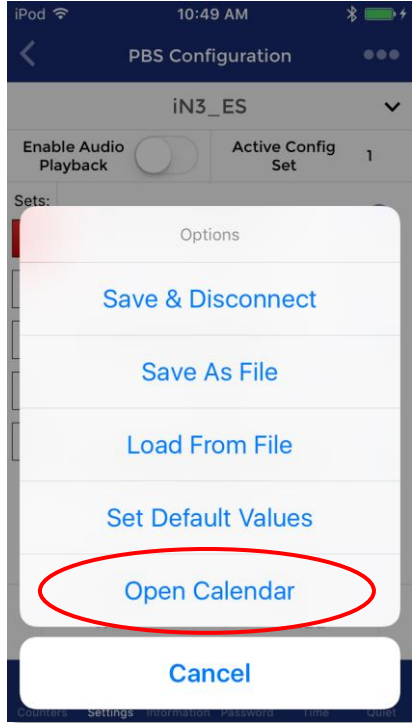 iPod 10:49 AM
PBS Configuration
iN3_ES
Enable Audio Playback
Active Config Set
1
Sets:
Options
Save & Disconnect
Save As File
Load From File
Set Default Values
Open Calendar
Cancel
Counters Settings Information Password Time Quiet